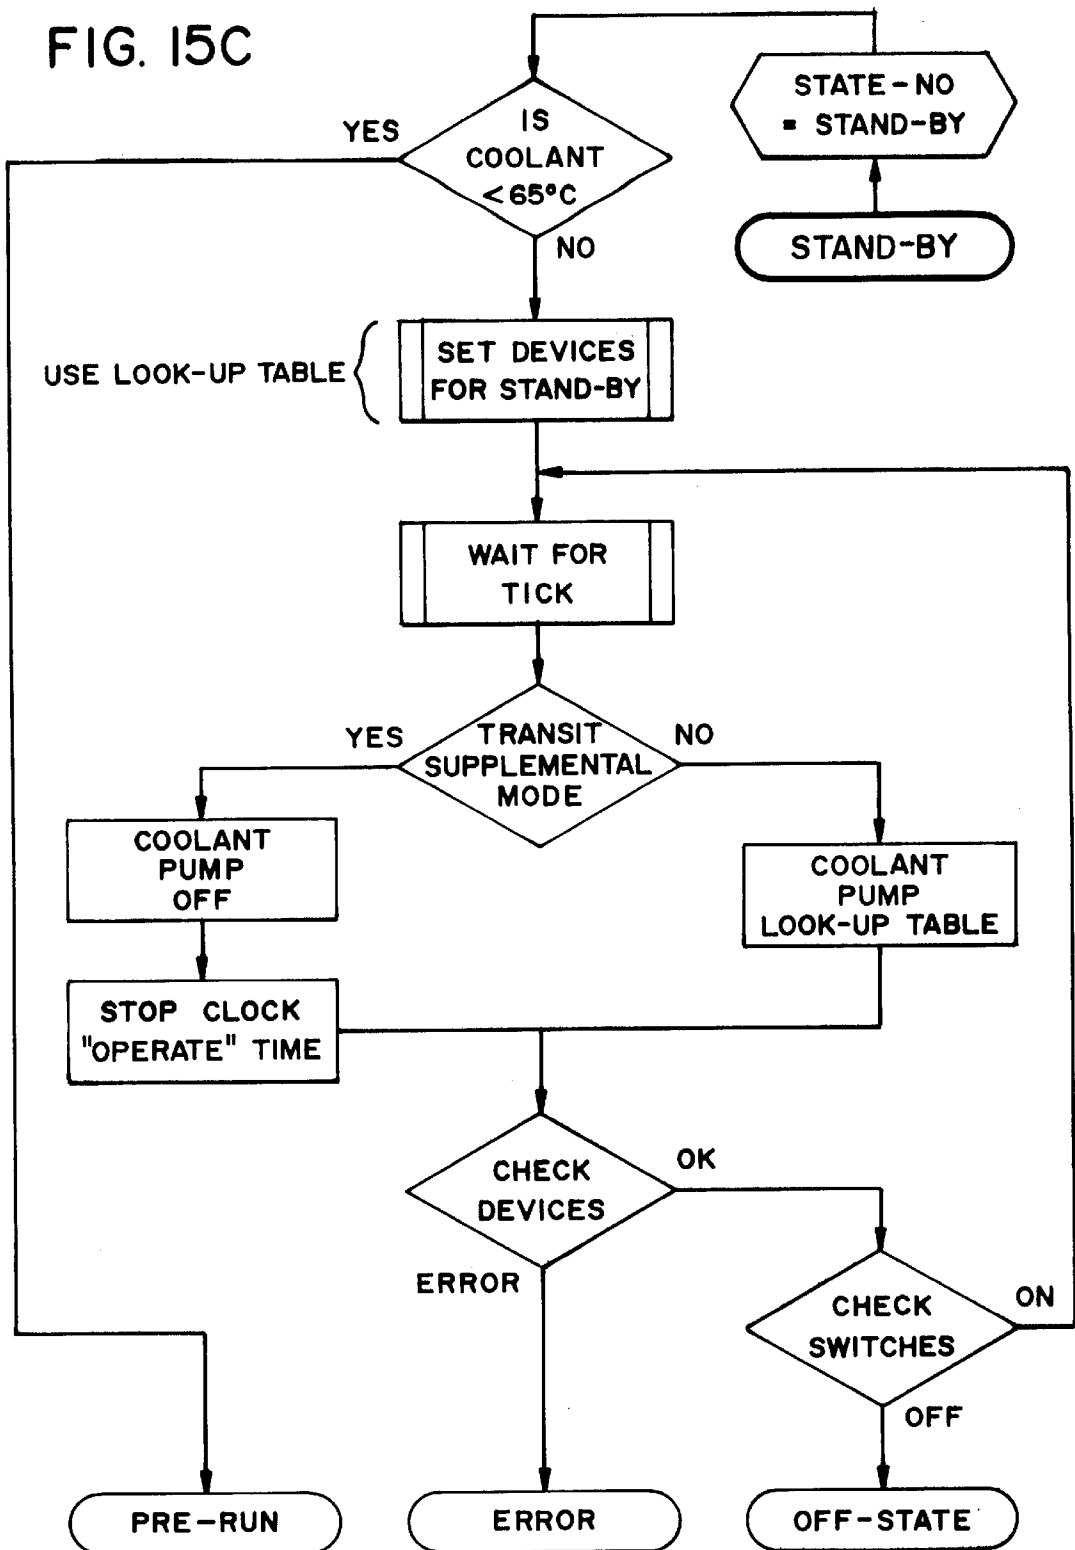 FIG. 15C
STATE-NO
= STAND-BY
STAND-BY
YES
IS
COOLANT
<65°C
NO
USE LOOK-UP TABLE
SET DEVICES
FOR STAND-BY
WAIT FOR
TICK
YES
TRANSIT
SUPPLEMENTAL
MODE
NO
COOLANT
PUMP
OFF
COOLANT
PUMP
LOOK-UP TABLE
STOP CLOCK
"OPERATE" TIME
CHECK
DEVICES
OK
ERROR
CHECK
SWITCHES
ON
OFF
PRE-RUN
ERROR
OFF-STATE